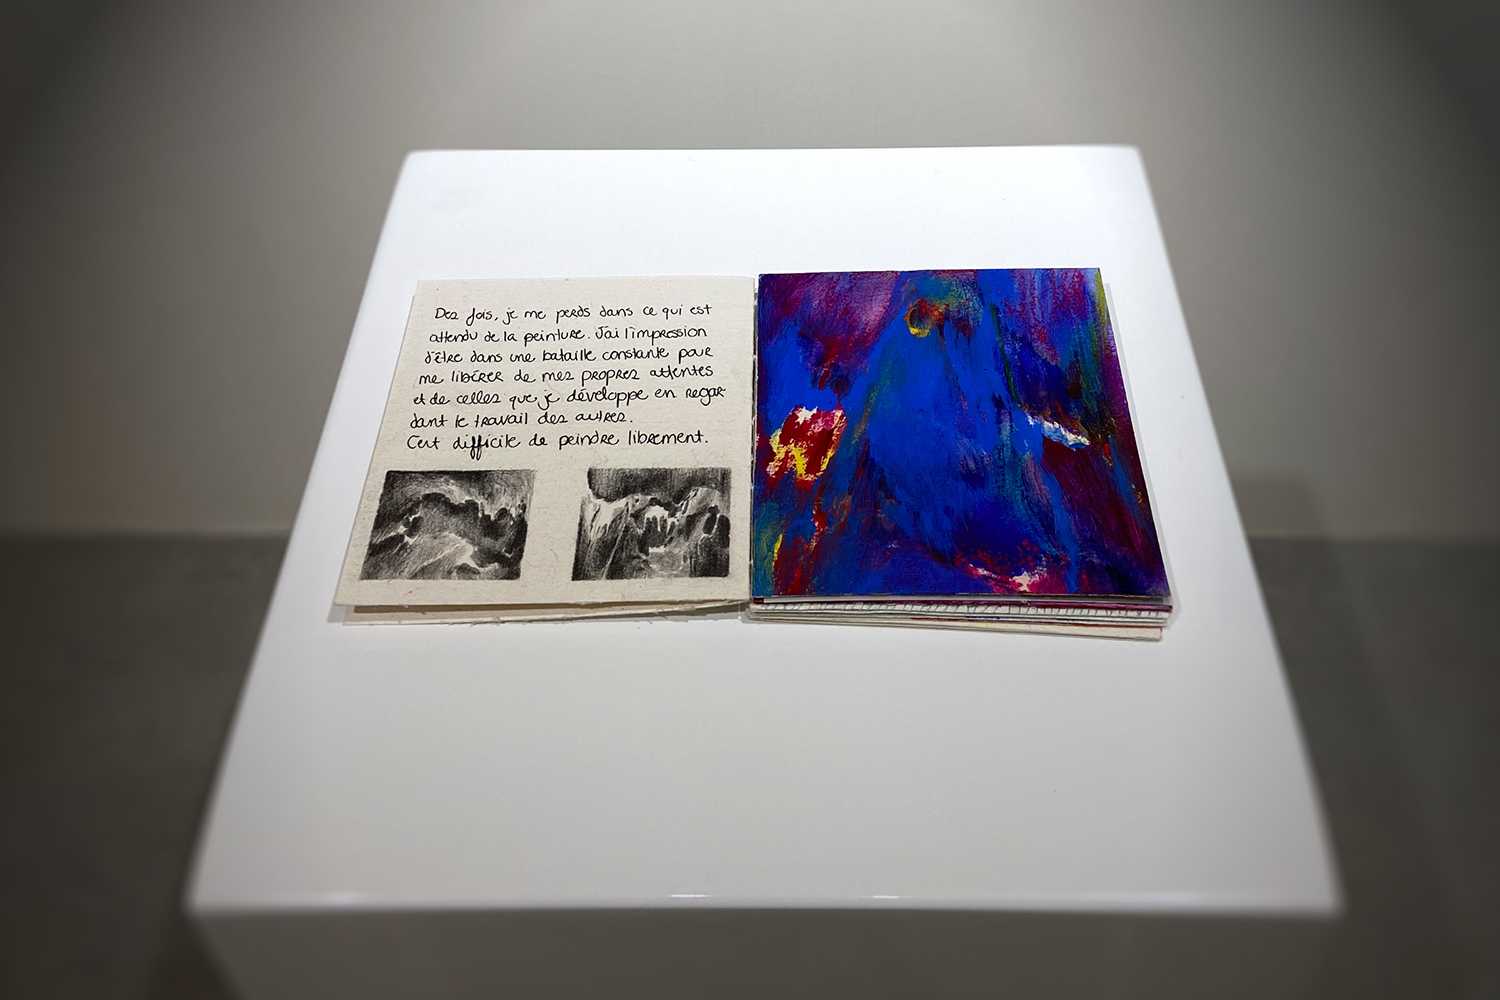 Des fois, je me perds dans ce qui est
attendu de la peinture. J'ai l'impression
d'être dans une bataille constante pour
me libérer de mes propres attentes
et de celles que je développe en regar
dant le travail des autres.
C'est difficile de peindre librement.